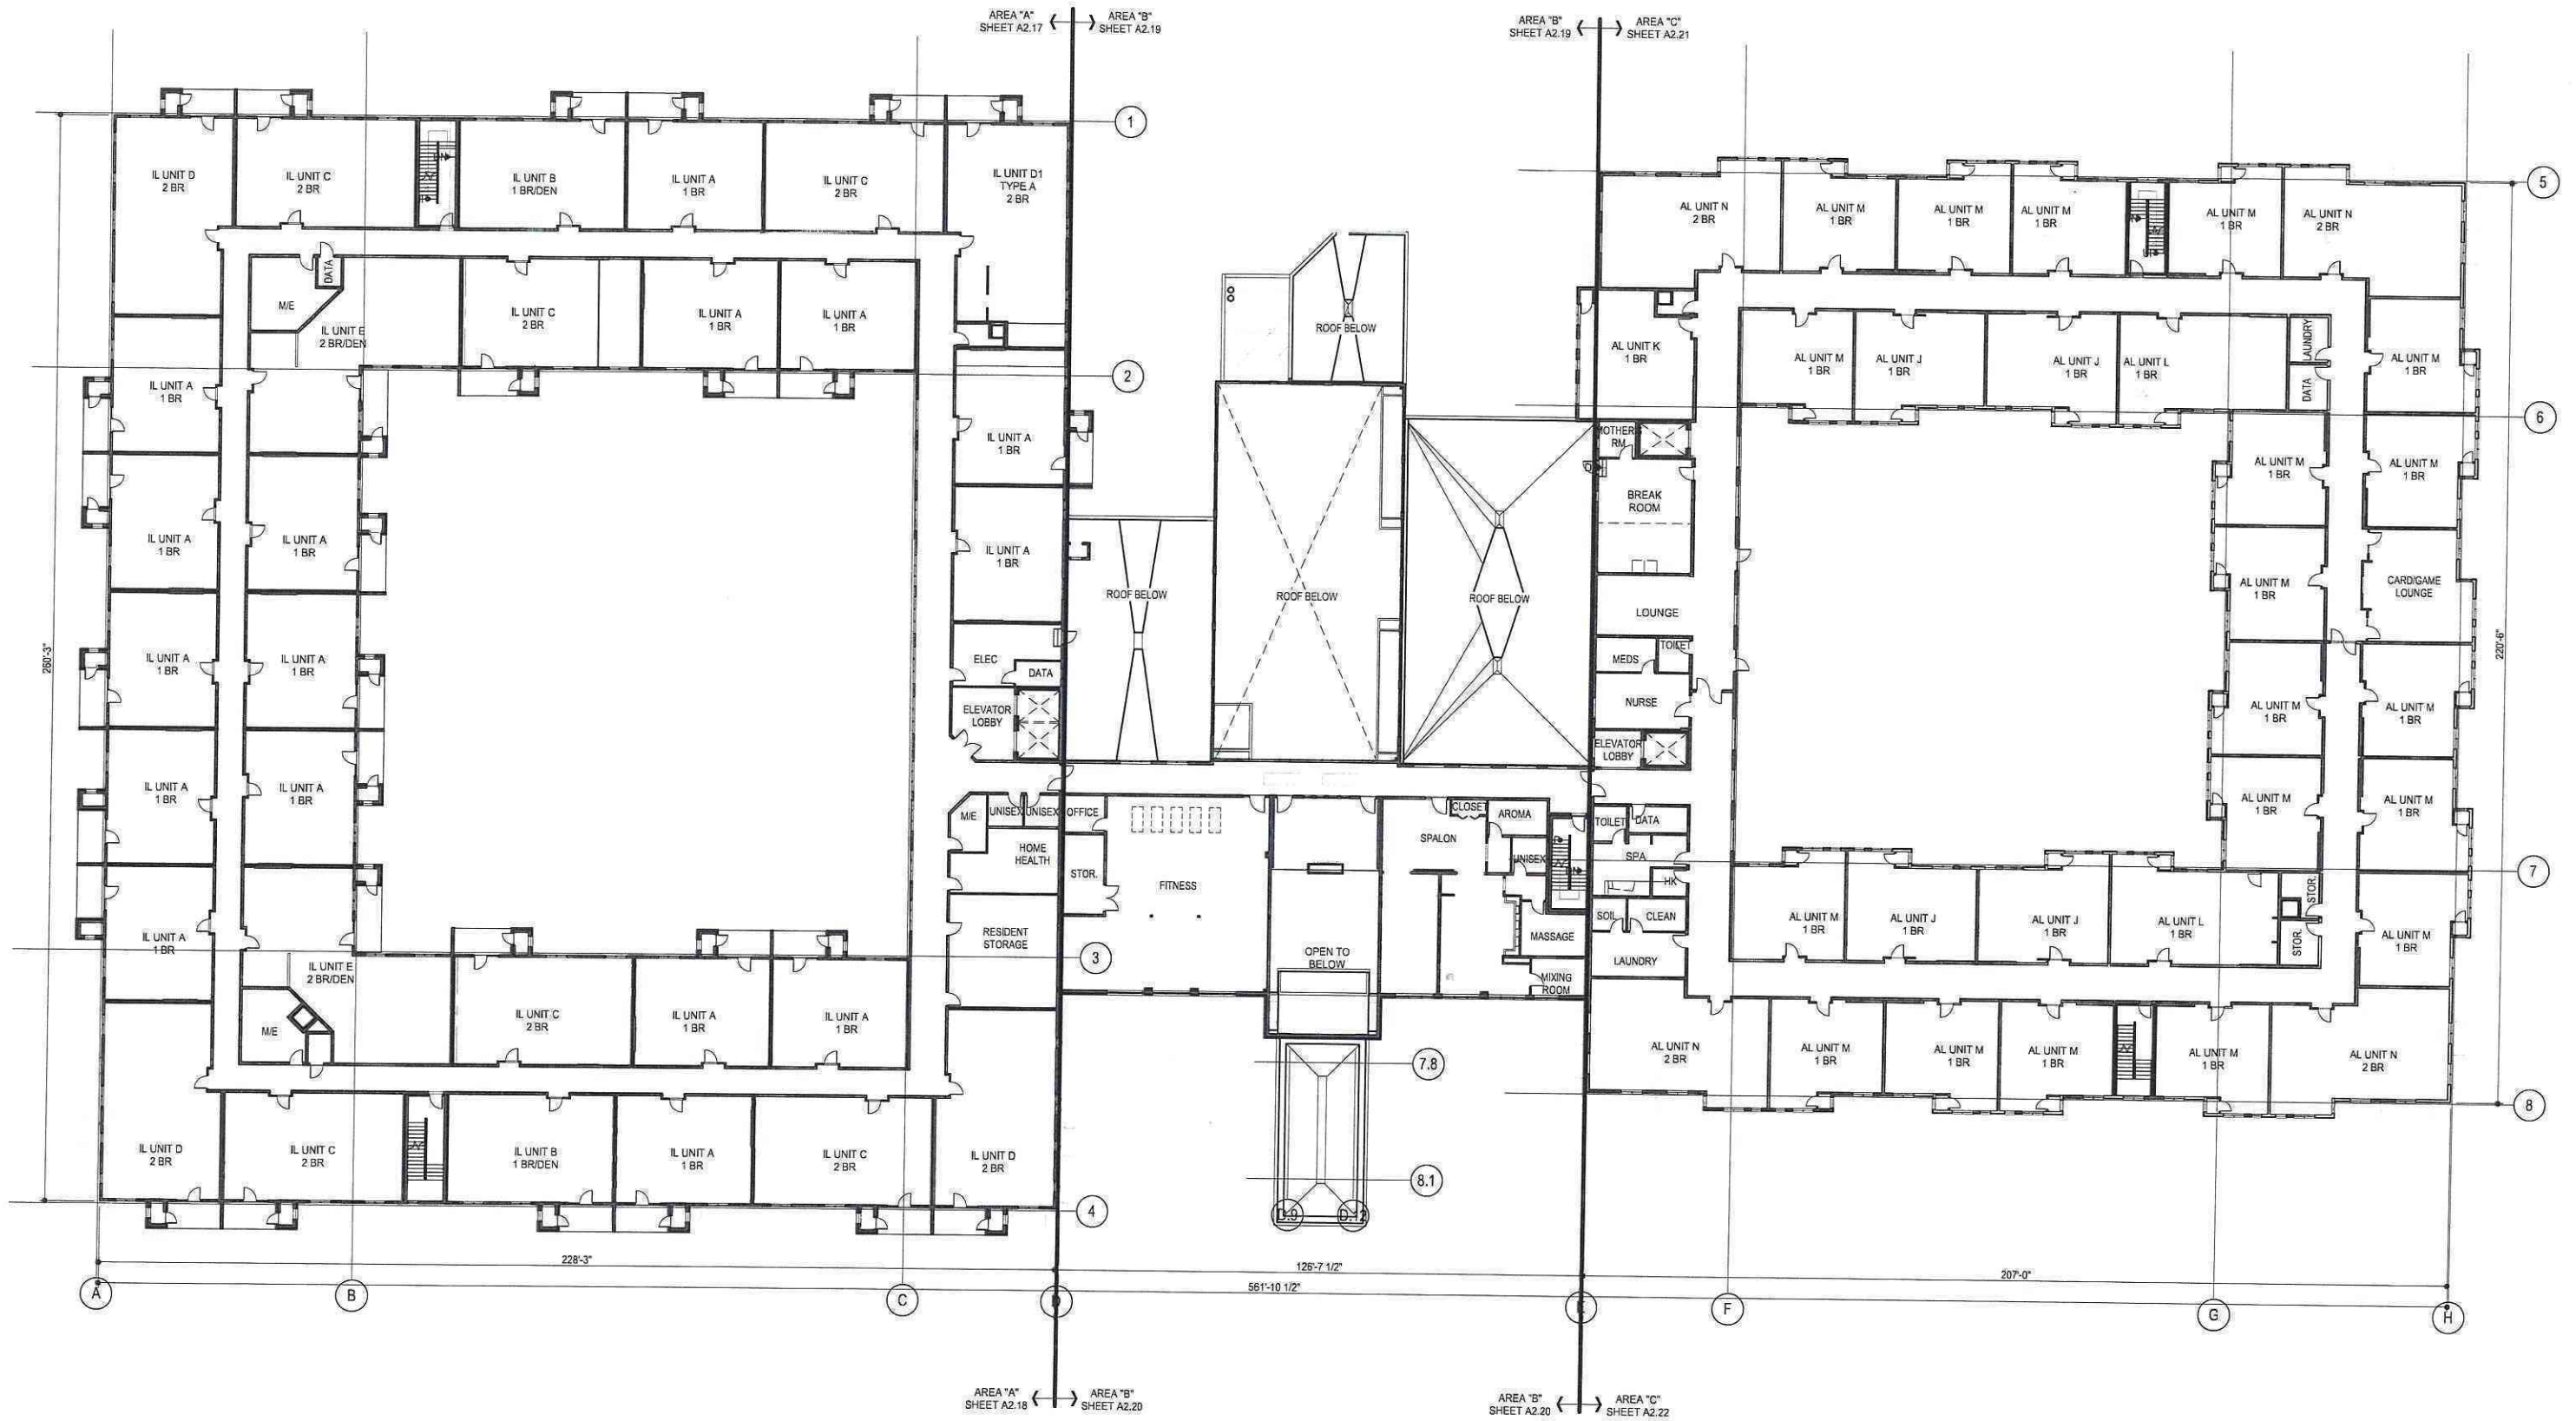 AREA "A"
SHEET A2.17
AREA "B"
SHEET A2.19
AREA "B"
SHEET A2.19
AREA "C"
SHEET A2.21
1
IL UNIT D
2 BR
IL UNIT C
2 BR
IL UNIT B
1 BR/DEN
IL UNIT A
1 BR
IL UNIT C
2 BR
IL UNIT D1
TYPE A
2 BR
M/E
DATA
IL UNIT E
2 BR/DEN
IL UNIT C
2 BR
IL UNIT A
1 BR
IL UNIT A
1 BR
2
IL UNIT A
1 BR
IL UNIT A
1 BR
IL UNIT A
1 BR
IL UNIT A
1 BR
IL UNIT A
1 BR
IL UNIT A
1 BR
IL UNIT A
1 BR
IL UNIT A
1 BR
IL UNIT A
1 BR
IL UNIT A
1 BR
260'-3"
ELEC
DATA
ELEVATOR
LOBBY
M/E
UNISEX
UNISEX
HOME
HEALTH
RESIDENT
STORAGE
3
IL UNIT E
2 BR/DEN
M/E
IL UNIT C
2 BR
IL UNIT A
1 BR
IL UNIT A
1 BR
IL UNIT D
2 BR
IL UNIT C
2 BR
IL UNIT B
1 BR/DEN
IL UNIT A
1 BR
IL UNIT C
2 BR
IL UNIT D
2 BR
4
ROOF BELOW
ROOF BELOW
ROOF BELOW
ROOF BELOW
OFFICE
STOR.
FITNESS
OPEN TO
BELOW
SPALON
CLOSET
AROMA
UNISEX
MASSAGE
MIXING
ROOM
7.8
8.1
D.9
D.12
5
AL UNIT N
2 BR
AL UNIT M
1 BR
AL UNIT M
1 BR
AL UNIT M
1 BR
AL UNIT M
1 BR
AL UNIT N
2 BR
AL UNIT K
1 BR
AL UNIT M
1 BR
AL UNIT J
1 BR
AL UNIT J
1 BR
AL UNIT L
1 BR
LAUNDRY
DATA
AL UNIT M
1 BR
6
MOTHER
RM
BREAK
ROOM
LOUNGE
MEDS
TOILET
NURSE
ELEVATOR
LOBBY
AL UNIT M
1 BR
AL UNIT M
1 BR
AL UNIT M
1 BR
CARD/GAME
LOUNGE
AL UNIT M
1 BR
AL UNIT M
1 BR
AL UNIT M
1 BR
AL UNIT M
1 BR
220'-6"
TOILET
DATA
SPA
HK
SOIL
CLEAN
LAUNDRY
7
AL UNIT M
1 BR
AL UNIT J
1 BR
AL UNIT J
1 BR
AL UNIT L
1 BR
STOR.
STOR.
AL UNIT M
1 BR
AL UNIT N
2 BR
AL UNIT M
1 BR
AL UNIT M
1 BR
AL UNIT M
1 BR
AL UNIT M
1 BR
AL UNIT N
2 BR
8
228'-3"
126'-7 1/2"
207'-0"
561'-10 1/2"
A
B
C
D
E
F
G
H
AREA "A"
SHEET A2.18
AREA "B"
SHEET A2.20
AREA "B"
SHEET A2.20
AREA "C"
SHEET A2.22